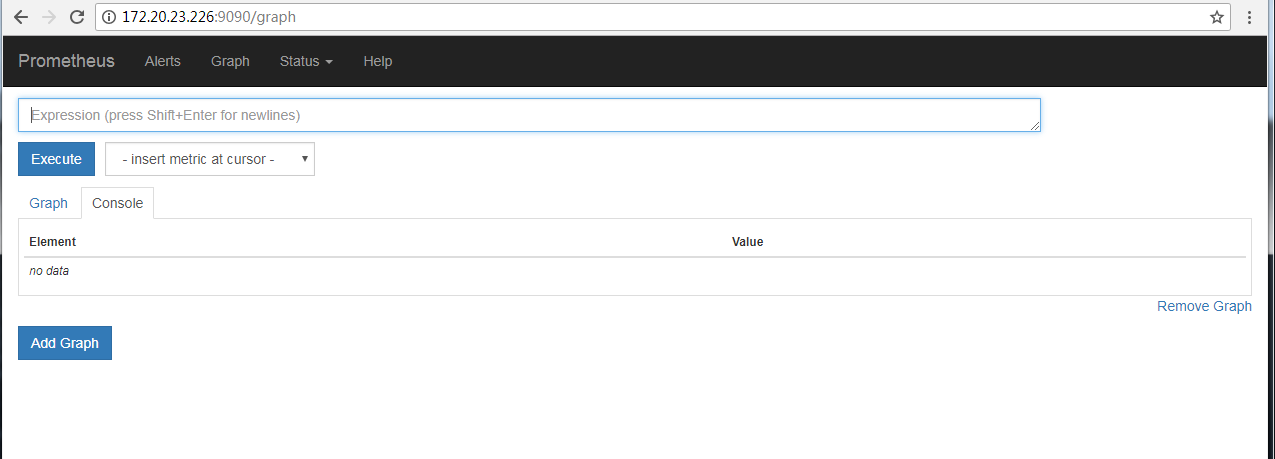 172.20.23.226:9090/graph
Prometheus Alerts Graph Status Help
Expression (press Shift+Enter for newlines)
Execute - insert metric at cursor -
Graph Console
Element Value
no data
Remove Graph
Add Graph